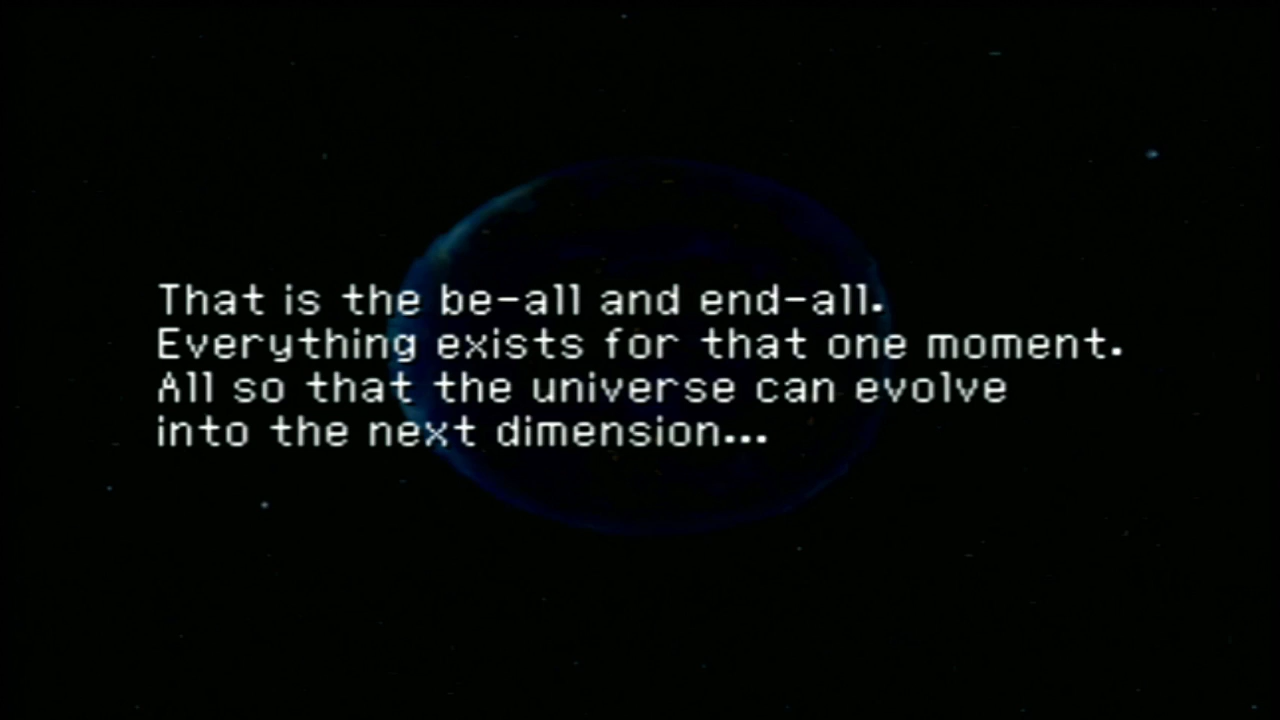 That is the be-all and end-all.
Everything exists for that one moment.
All so that the universe can evolve
into the next dimension...